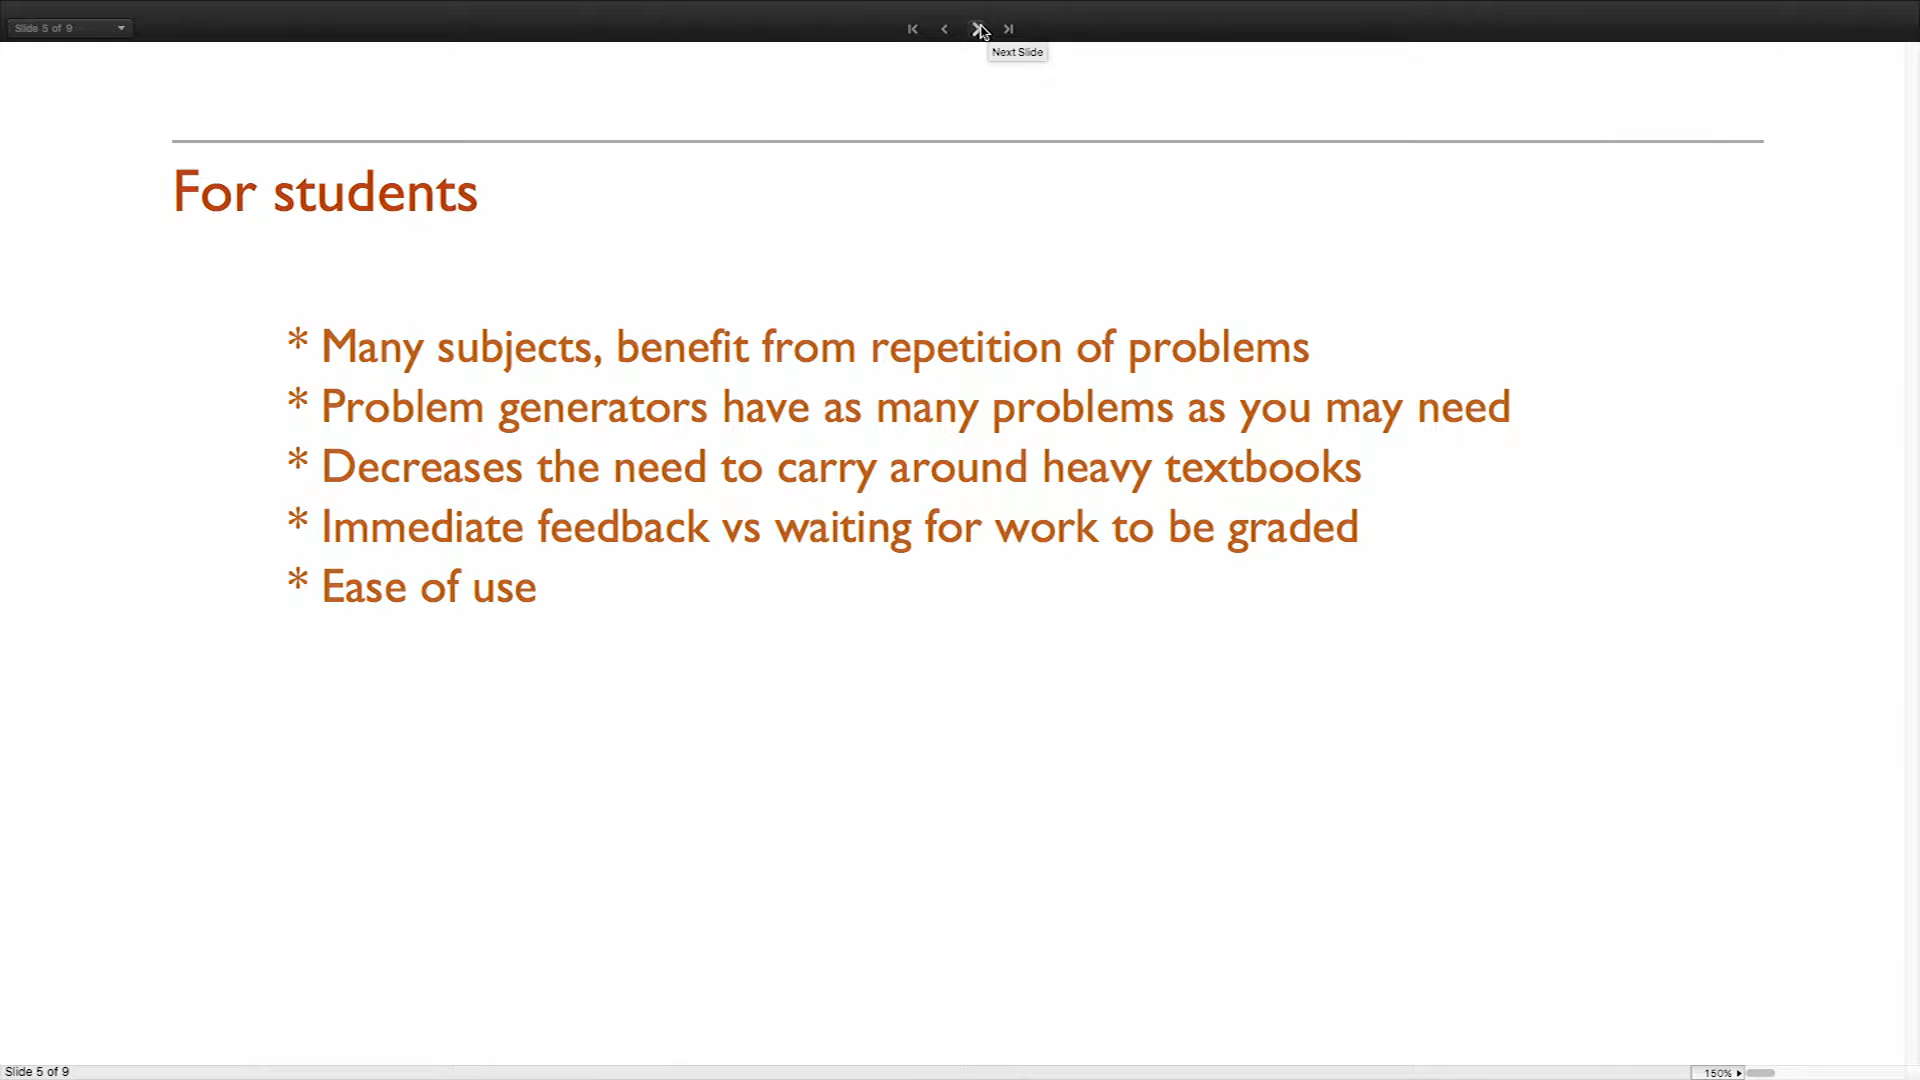 Slide 5 of 9
Next Slide
For students
* Many subjects, benefit from repetition of problems
* Problem generators have as many problems as you may need
* Decreases the need to carry around heavy textbooks
* Immediate feedback vs waiting for work to be graded
* Ease of use
Slide 5 of 9
150%